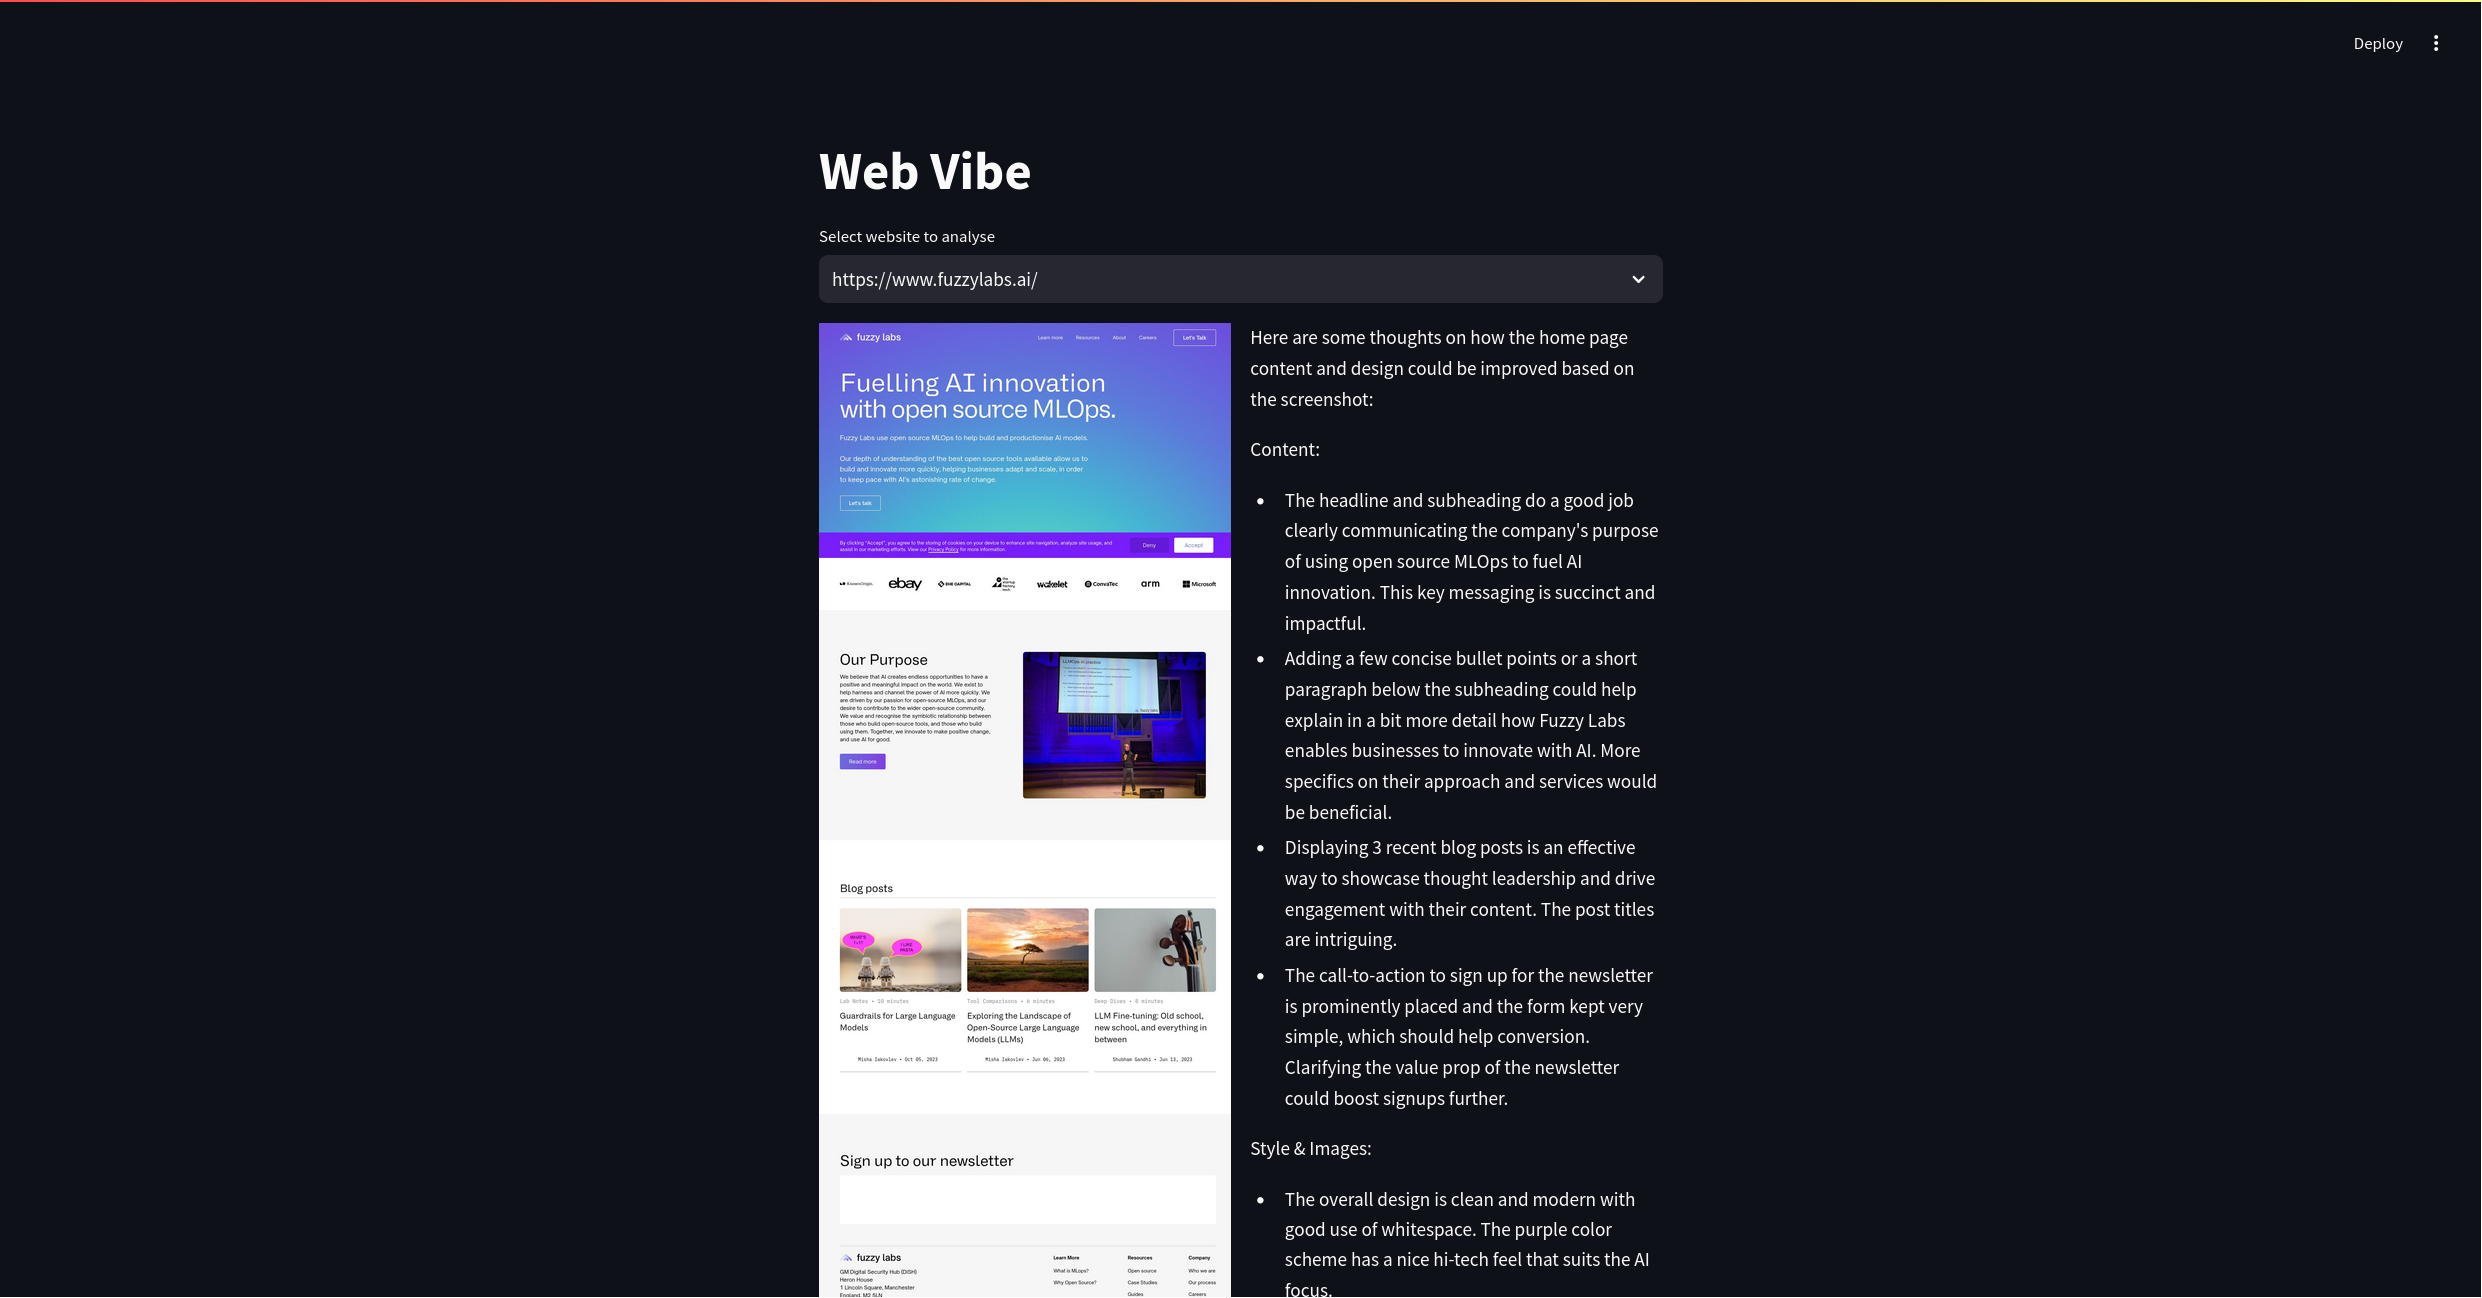 Deploy
Web Vibe
Select website to analyse
https://www.fuzzylabs.ai/
fuzzy labs
Learn more
Resources
About
Careers
Let's Talk
Fuelling AI innovation
with open source MLOps.
Fuzzy Labs use open source MLOps to help build and productionise AI models.
Our depth of understanding of the best open source tools available allow us to
build and innovate more quickly, helping businesses adapt and scale, in order
to keep pace with AI's astonishing rate of change.
Let's talk
By clicking "Accept", you agree to the storing of cookies on your device to enhance site navigation, analyze site usage, and
assist in our marketing efforts. View our Privacy Policy for more information.
Deny
Accept
ebay
wakelet
ConvaTec
arm
Microsoft
Our Purpose
We believe that AI creates endless opportunities to have a
positive and meaningful impact on the world. We exist to
help harness and channel the power of AI more quickly. We
are driven by our passion for open-source MLOps, and our
desire to contribute to the wider open-source community.
We value and recognise the symbiotic relationship between
those who build open-source tools, and those who build
using them. Together, we innovate to make positive change,
and use AI for good.
Read more
LLMOps in practice
fuzzy labs
Blog posts
WHAT'S
1+1?
I LIKE
PASTA
Lab Notes • 10 minutes
Guardrails for Large Language
Models
Misha Iakovlev • Oct 05, 2023
Tool Comparisons • 6 minutes
Exploring the Landscape of
Open-Source Large Language
Models (LLMs)
Misha Iakovlev • Jun 06, 2023
Deep Dives • 8 minutes
LLM Fine-tuning: Old school,
new school, and everything in
between
Shubham Gandhi • Jun 13, 2023
Sign up to our newsletter
fuzzy labs
GM Digital Security Hub (DiSH)
Heron House
1 Lincoln Square, Manchester
England, M2 5LN
Learn More
What is MLOps?
Why Open Source?
Resources
Open source
Case Studies
Guides
Company
Who we are
Our process
Careers
Here are some thoughts on how the home page
content and design could be improved based on
the screenshot:
Content:
• The headline and subheading do a good job
clearly communicating the company's purpose
of using open source MLOps to fuel AI
innovation. This key messaging is succinct and
impactful.
• Adding a few concise bullet points or a short
paragraph below the subheading could help
explain in a bit more detail how Fuzzy Labs
enables businesses to innovate with AI. More
specifics on their approach and services would
be beneficial.
• Displaying 3 recent blog posts is an effective
way to showcase thought leadership and drive
engagement with their content. The post titles
are intriguing.
• The call-to-action to sign up for the newsletter
is prominently placed and the form kept very
simple, which should help conversion.
Clarifying the value prop of the newsletter
could boost signups further.
Style & Images:
• The overall design is clean and modern with
good use of whitespace. The purple color
scheme has a nice hi-tech feel that suits the AI
focus.